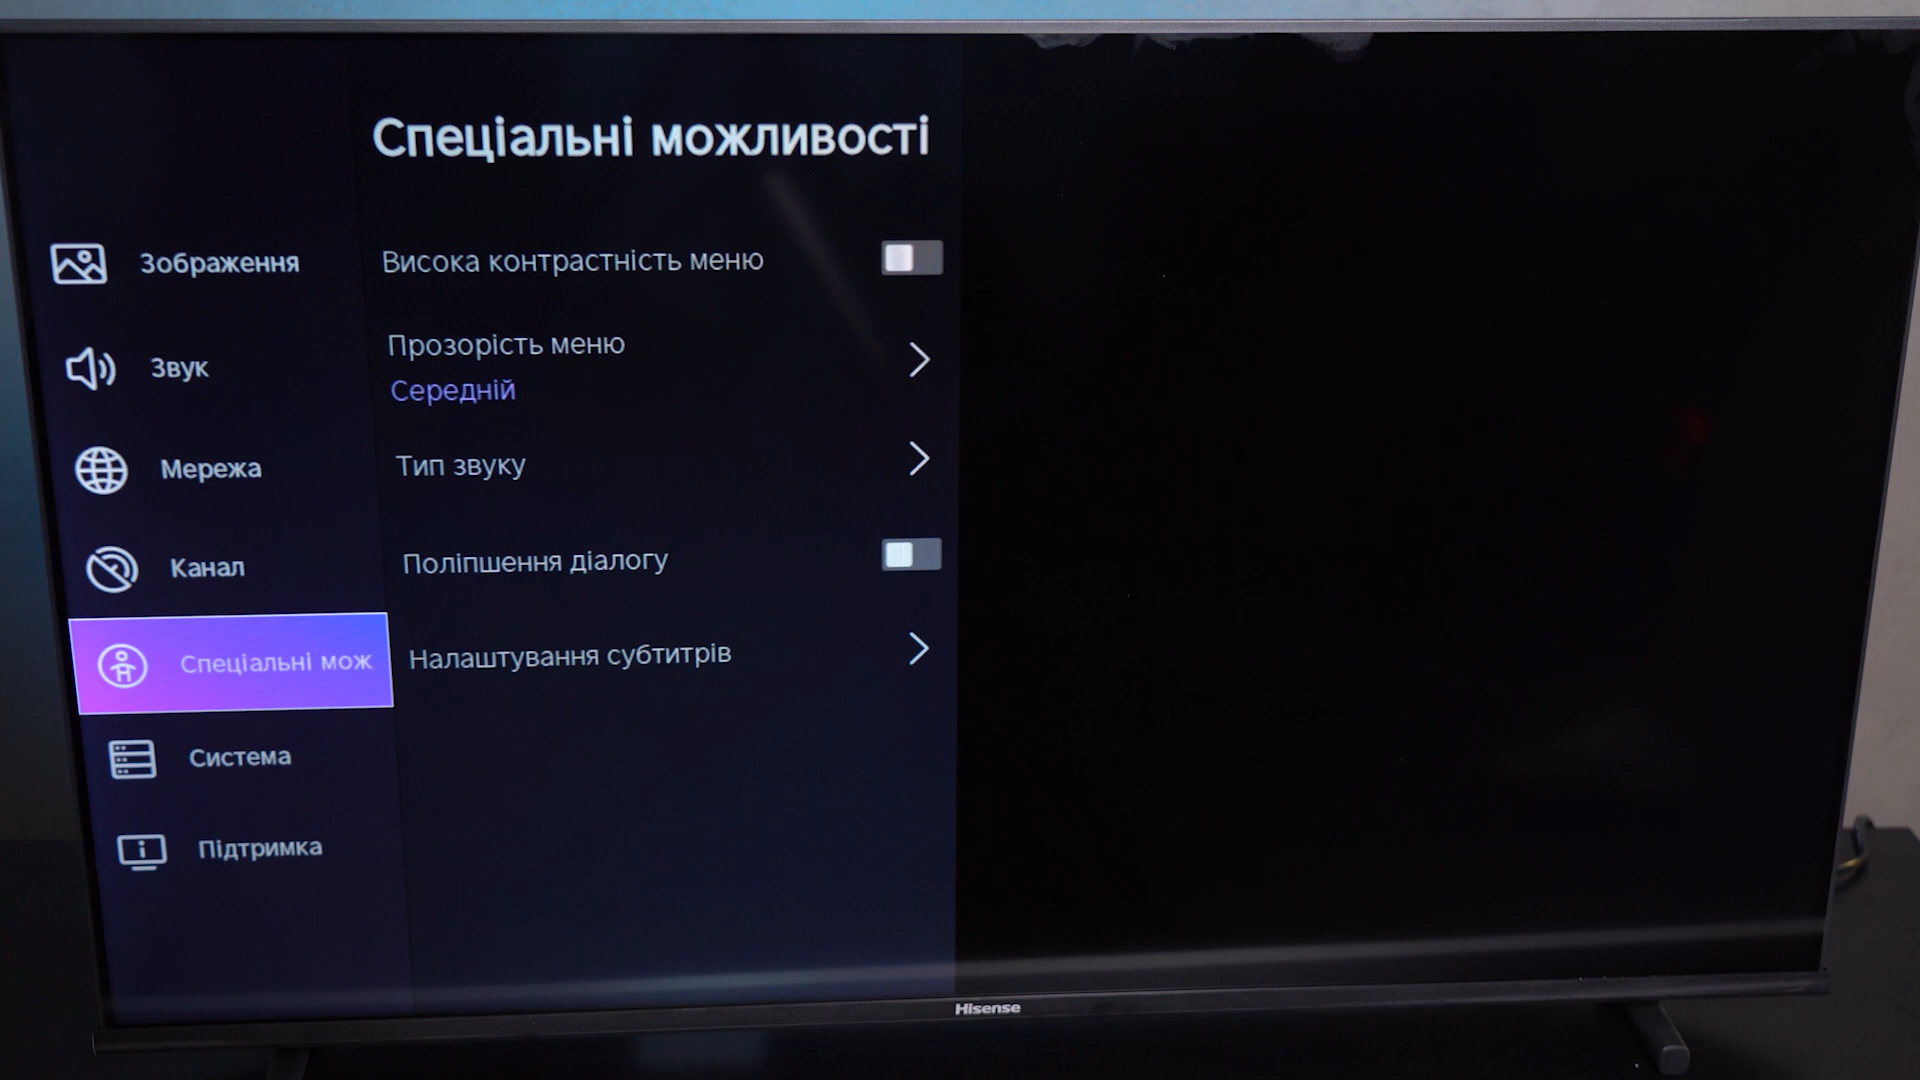 Спеціальні можливості
Зображення
Звук
Мережа
Канал
Спеціальні мож
Система
Підтримка
Висока контрастність меню
Прозорість меню
Середній
Тип звуку
Поліпшення діалогу
Налаштування субтитрів
Hisense